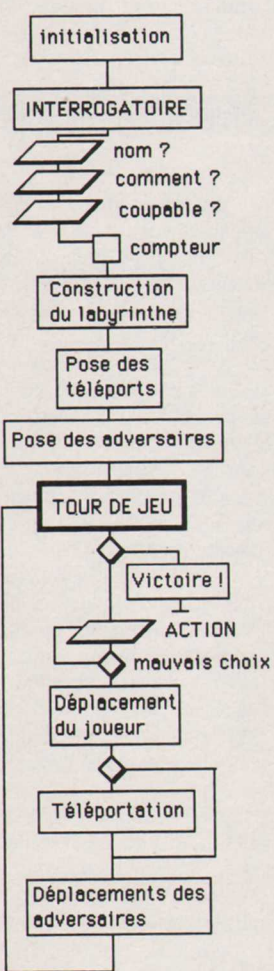 initialisation
INTERROGATOIRE
nom ?
comment ?
coupable ?
compteur
Construction
du labyrinthe
Pose des
téléports
Pose des adversaires
TOUR DE JEU
Victoire !
ACTION
mauvais choix
Déplacement
du joueur
Téléportation
Déplacements des
adversaires